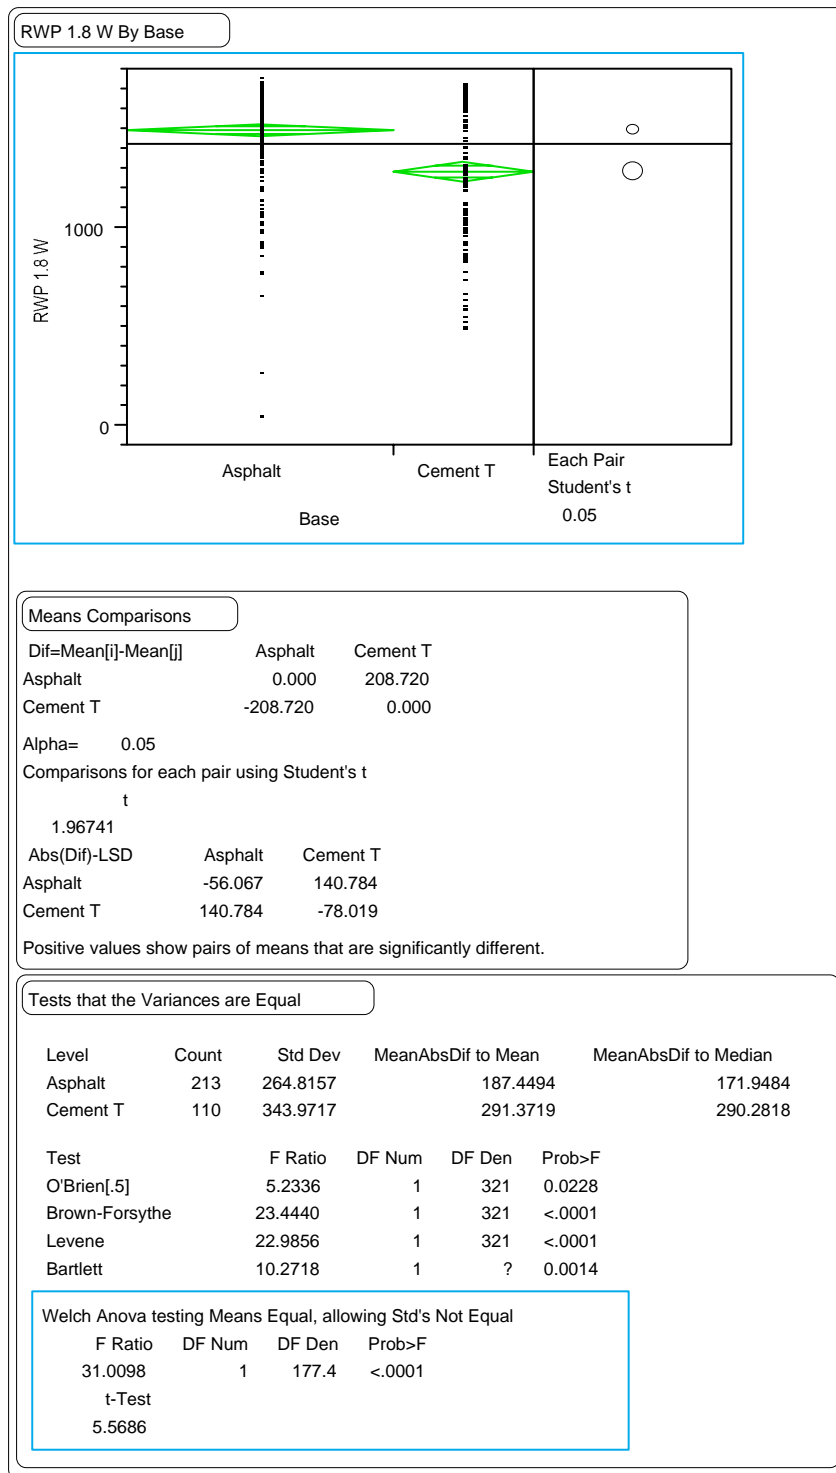 RWP 1.8 W By Base
1000
0
RWP 1.8 W
Asphalt Cement T
Each Pair
Student's t
0.05
Base
Means Comparisons
Dif=Mean[i]-Mean[j] Asphalt Cement T
Asphalt 0.000 208.720
Cement T -208.720 0.000
Alpha= 0.05
Comparisons for each pair using Student's t
t
1.96741
Abs(Dif)-LSD Asphalt Cement T
Asphalt -56.067 140.784
Cement T 140.784 -78.019
Positive values show pairs of means that are significantly different.
Tests that the Variances are Equal
Level Count Std Dev MeanAbsDif to Mean MeanAbsDif to Median
Asphalt 213 264.8157 187.4494 171.9484
Cement T 110 343.9717 291.3719 290.2818
Test F Ratio DF Num DF Den Prob>F
O'Brien[.5] 5.2336 1 321 0.0228
Brown-Forsythe 23.4440 1 321 <.0001
Levene 22.9856 1 321 <.0001
Bartlett 10.2718 1 ? 0.0014
Welch Anova testing Means Equal, allowing Std's Not Equal
F Ratio DF Num DF Den Prob>F
31.0098 1 177.4 <.0001
t-Test
5.5686